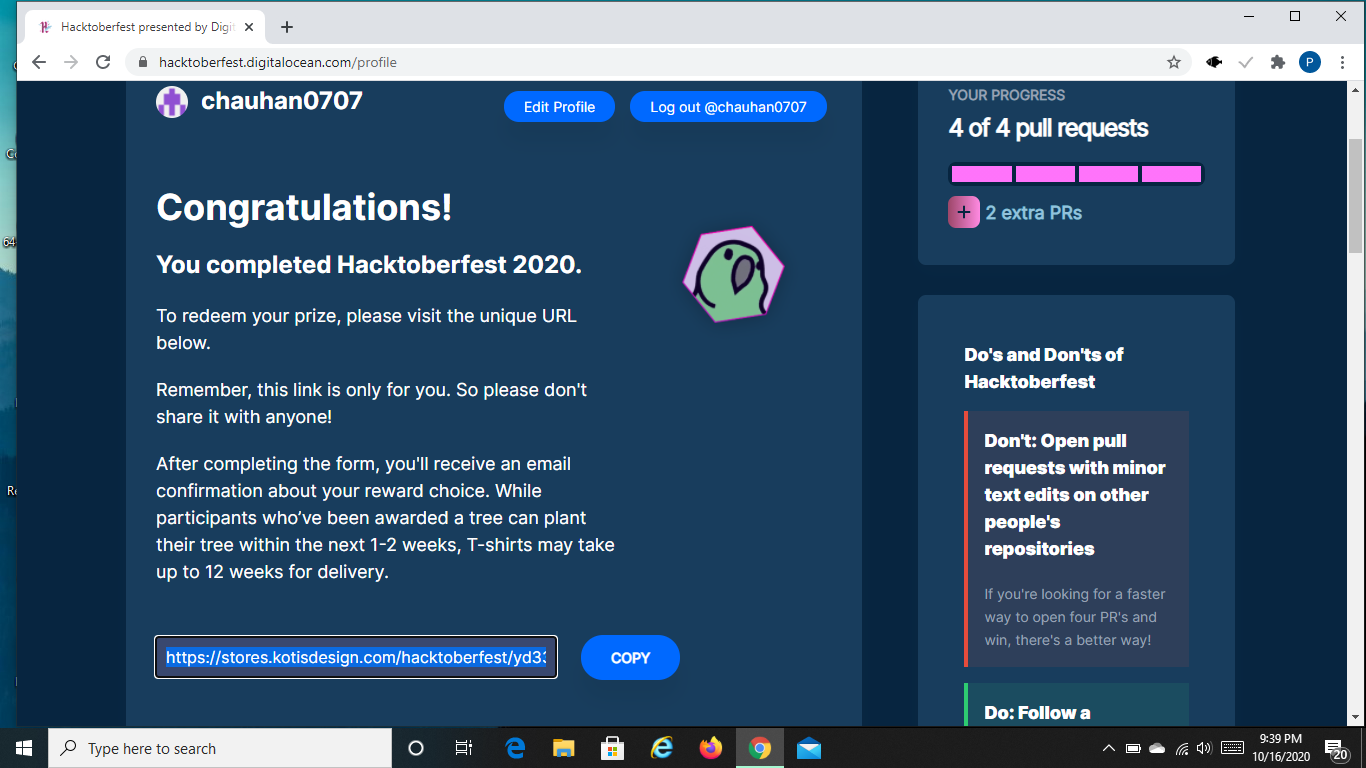 Hacktoberfest presented by Digit
hacktoberfest.digitalocean.com/profile
P
chauhan0707
Edit Profile
Log out @chauhan0707
Congratulations!
You completed Hacktoberfest 2020.
To redeem your prize, please visit the unique URL
below.
Remember, this link is only for you. So please don't
share it with anyone!
After completing the form, you'll receive an email
confirmation about your reward choice. While
participants who’ve been awarded a tree can plant
their tree within the next 1-2 weeks, T-shirts may take
up to 12 weeks for delivery.
https://stores.kotisdesign.com/hacktoberfest/yd33
COPY
YOUR PROGRESS
4 of 4 pull requests
+ 2 extra PRs
Do's and Don'ts of
Hacktoberfest
Don't: Open pull
requests with minor
text edits on other
people's
repositories
If you're looking for a faster
way to open four PR's and
win, there's a better way!
Do: Follow a
64
Re
Type here to search
9:39 PM
10/16/2020
20